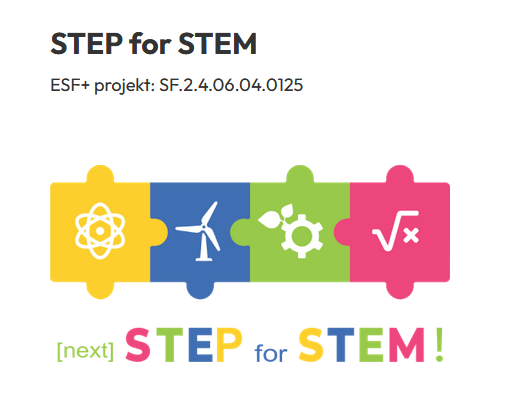 STEP for STEM
ESF+ projekt: SF.2.4.06.04.0125
√x
[next] STEP for STEM!